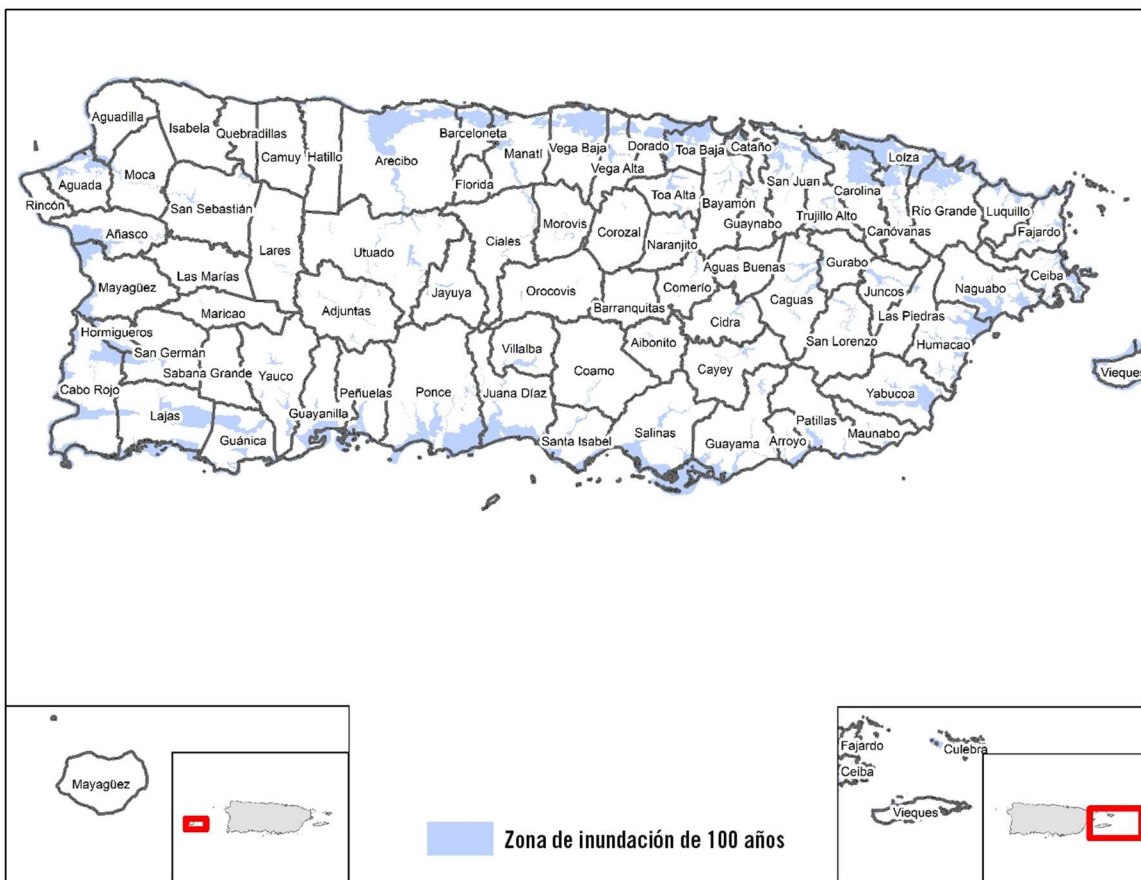 Aguadilla
Isabela
Quebradillas
Camuy
Hatillo
Arecibo
Barceloneta
Manatí
Vega Baja
Vega Alta
Dorado
Toa Baja
Cataño
Loíza
Aguada
Moca
Rincón
San Sebastián
Florida
Toa Alta
Bayamón
San Juan
Carolina
Trujillo Alto
Guaynabo
Canóvanas
Río Grande
Luquillo
Fajardo
Añasco
Lares
Utuado
Ciales
Morovis
Corozal
Naranjito
Aguas Buenas
Gurabo
Ceiba
Las Marías
Mayagüez
Maricao
Adjuntas
Jayuya
Orocovis
Barranquitas
Comerío
Caguas
Juncos
Naguabo
Las Piedras
Hormigueros
San Germán
Sabana Grande
Yauco
Villalba
Aibonito
Cidra
San Lorenzo
Humacao
Cabo Rojo
Lajas
Guánica
Guayanilla
Peñuelas
Ponce
Juana Díaz
Coamo
Cayey
Yabucoa
Vieques
Santa Isabel
Salinas
Guayama
Arroyo
Patillas
Maunabo
Mayagüez
Zona de inundación de 100 años
Fajardo
Culebra
Ceiba
Vieques